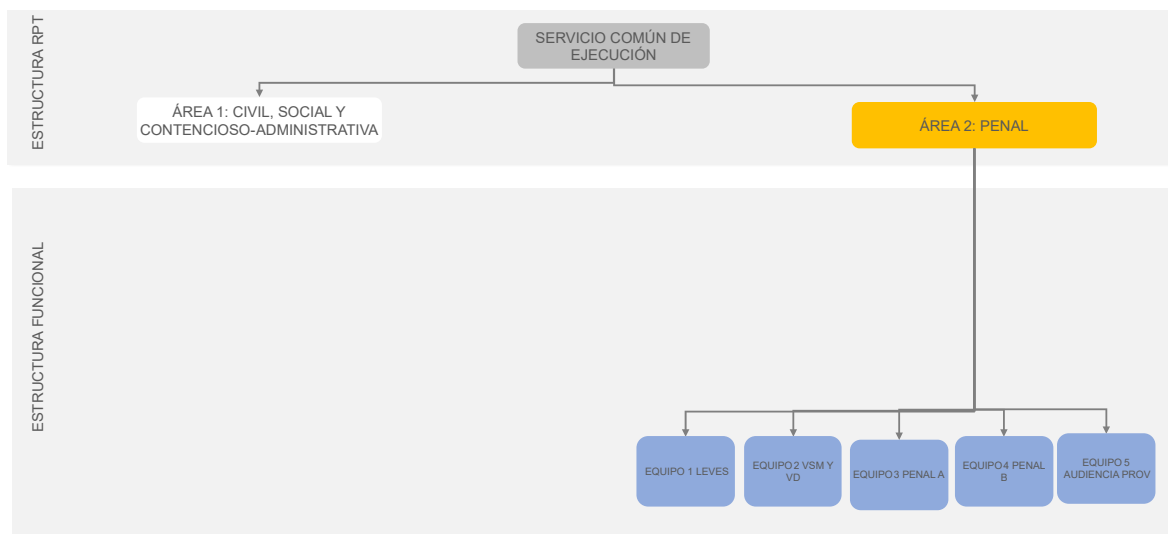 ESTRUCTURA RPT
SERVICIO COMÚN DE
EJECUCIÓN
ÁREA 1: CIVIL, SOCIAL Y
CONTENCIOSO-ADMINISTRATIVA
ÁREA 2: PENAL
ESTRUCTURA FUNCIONAL
EQUIPO 1 LEVES
EQUIPO 2 VSM Y
VD
EQUIPO 3 PENAL A
EQUIPO 4 PENAL
B
EQUIPO 5
AUDIENCIA PROV